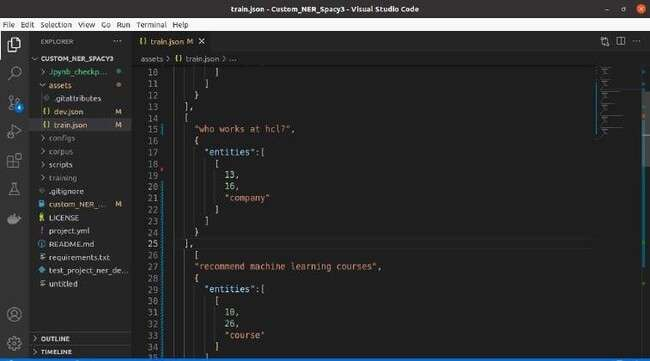 train.json - Custom_NER_Spacy3 - Visual Studio Code
File Edit Selection View Go Run Terminal Help
EXPLORER
CUSTOM_NER_SPACY3
.ipynb_checkp...
assets
.gitattributes
dev.json M
train.json M
configs
corpus
scripts
training
.gitignore
custom_NER_... M
LICENSE
project.yml
README.md
requirements.txt
test_project_ner_de...
untitled
OUTLINE
TIMELINE
4
train.json M
assets > train.json > ...
10 ]
11 ]
12 }
13 ],
14 [
15 "who works at hcl?",
16 {
17 "entities":[
18 [
19 13,
20 16,
21 "company"
22 ]
23 ]
24 }
25 ],
26 [
27 "recommend machine learning courses",
28 {
29 "entities":[
30 [
31 10,
32 26,
33 "course"
34 ]
35 ]